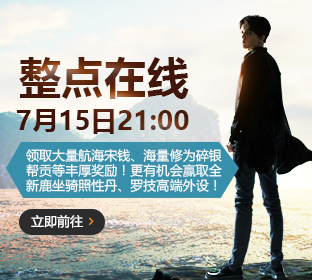 整点在线
7月15日21:00
领取大量航海宋钱、海量修为碎银
帮贡等丰厚奖励！更有机会赢取全
新鹿坐骑照性丹、罗技高端外设！
立即前往 >